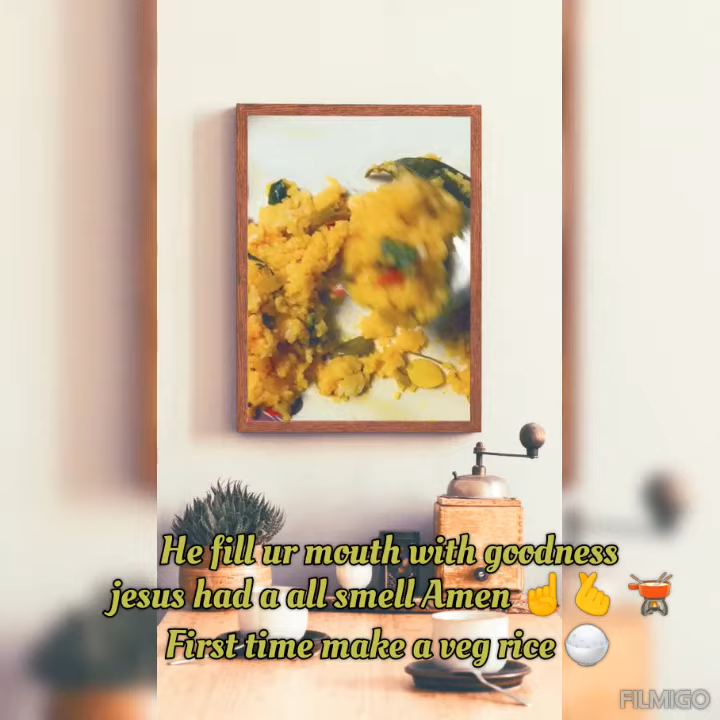 He fill ur mouth with goodness
jesus had a all smell Amen ☝️ 🫰 🫕
First time make a veg rice 🍚
FILMIGO